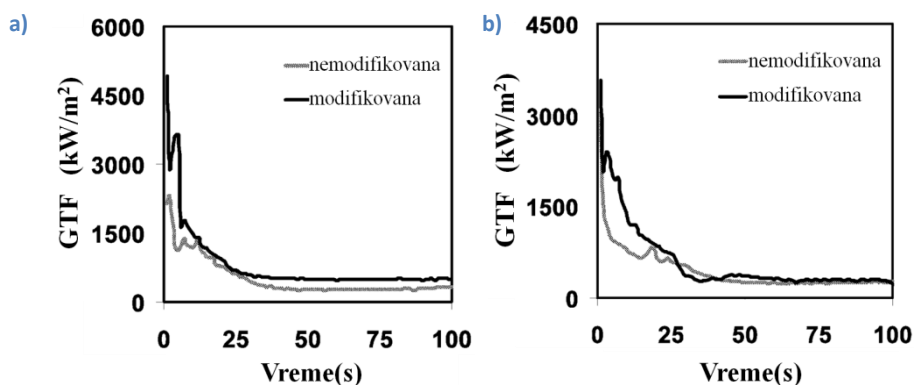 a)
6000
4500
3000
1500
0
GTF (kW/m²)
nemodifikovana
modifikovana
0 25 50 75 100
Vreme(s)
b)
4500
3000
1500
0
GTF (kW/m²)
nemodifikovana
modifikovana
0 25 50 75 100
Vreme(s)